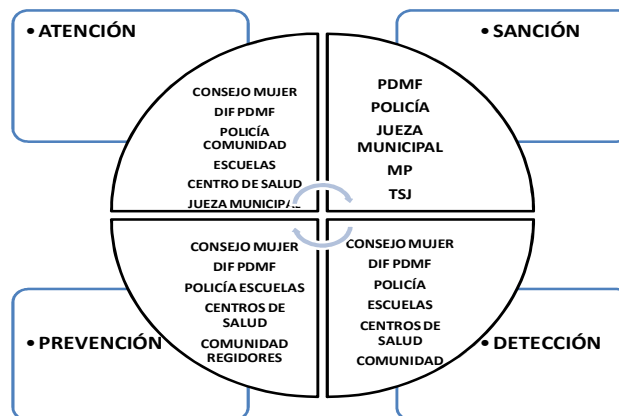 • ATENCIÓN
CONSEJO MUJER
DIF PDMF
POLICÍA
COMUNIDAD
ESCUELAS
CENTRO DE SALUD
JUEZA MUNICIPAL
• SANCIÓN
PDMF
POLICÍA
JUEZA
MUNICIPAL
MP
TSJ
• PREVENCIÓN
CONSEJO MUJER
DIF PDMF
POLICÍA ESCUELAS
CENTROS DE
SALUD
COMUNIDAD
REGIDORES
CONSEJO MUJER
DIF PDMF
POLICÍA
ESCUELAS
CENTROS DE
SALUD
COMUNIDAD
• DETECCIÓN